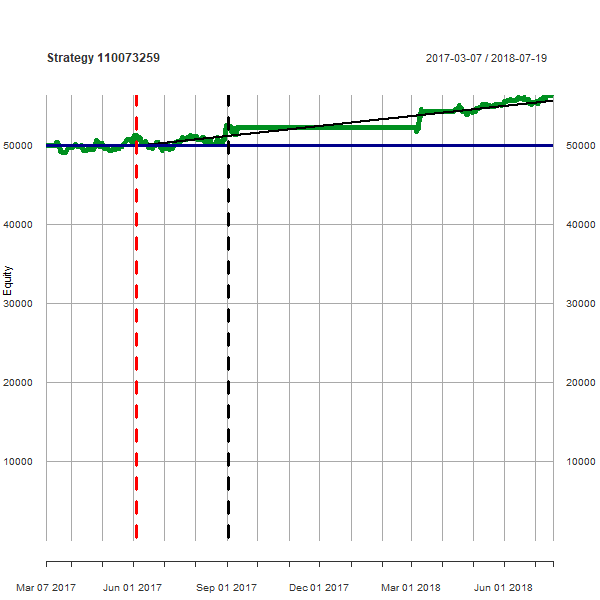 Strategy 110073259
2017-03-07 / 2018-07-19
50000
50000
40000
40000
Equity
30000
30000
20000
20000
10000
10000
Mar 07 2017
Jun 01 2017
Sep 01 2017
Dec 01 2017
Mar 01 2018
Jun 01 2018